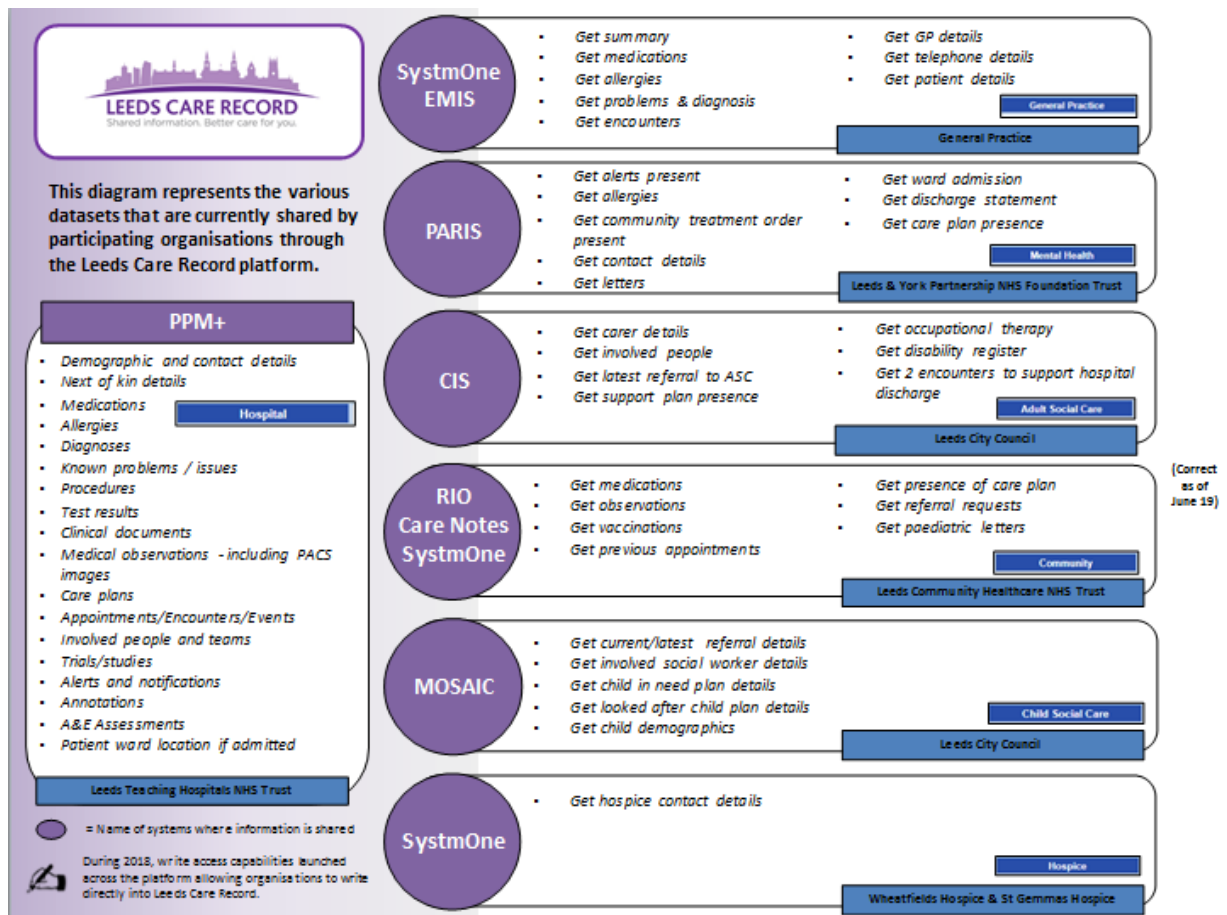 LEEDS CARE RECORD
Shared information. Better care for you.
This diagram represents the various
datasets that are currently shared by
participating organisations through
the Leeds Care Record platform.
PPM+
▪ Demographic and contact details
▪ Next of kin details
▪ Medications
Hospital
▪ Allergies
▪ Diagnoses
▪ Known problems / issues
▪ Procedures
▪ Test results
▪ Clinical documents
▪ Medical observations - including PACS
images
▪ Care plans
▪ Appointments/Encounters/Events
▪ Involved people and teams
▪ Trials/studies
▪ Alerts and notifications
▪ Annotations
▪ A&E Assessments
▪ Patient ward location if admitted
Leeds Teaching Hospitals NHS Trust
= Name of systems where information is shared
During 2018, write access capabilities launched
across the platform allowing organisations to write
directly into Leeds Care Record.
SystmOne
EMIS
▪ Get summary
▪ Get medications
▪ Get allergies
▪ Get problems & diagnosis
▪ Get encounters
▪ Get GP details
▪ Get telephone details
▪ Get patient details
General Practice
General Practice
PARIS
▪ Get alerts present
▪ Get allergies
▪ Get community treatment order
present
▪ Get contact details
▪ Get letters
▪ Get ward admission
▪ Get discharge statement
▪ Get care plan presence
Mental Health
Leeds & York Partnership NHS Foundation Trust
CIS
▪ Get carer details
▪ Get involved people
▪ Get latest referral to ASC
▪ Get support plan presence
▪ Get occupational therapy
▪ Get disability register
▪ Get 2 encounters to support hospital
discharge
Adult Social Care
Leeds City Council
RIO
Care Notes
SystmOne
▪ Get medications
▪ Get observations
▪ Get vaccinations
▪ Get previous appointments
▪ Get presence of care plan
▪ Get referral requests
▪ Get paediatric letters
Community
Leeds Community Healthcare NHS Trust
(Correct
as of
June 19)
MOSAIC
▪ Get current/latest referral details
▪ Get involved social worker details
▪ Get child in need plan details
▪ Get looked after child plan details
▪ Get child demographics
Child Social Care
Leeds City Council
SystmOne
▪ Get hospice contact details
Hospice
Wheatfields Hospice & St Gemmas Hospice